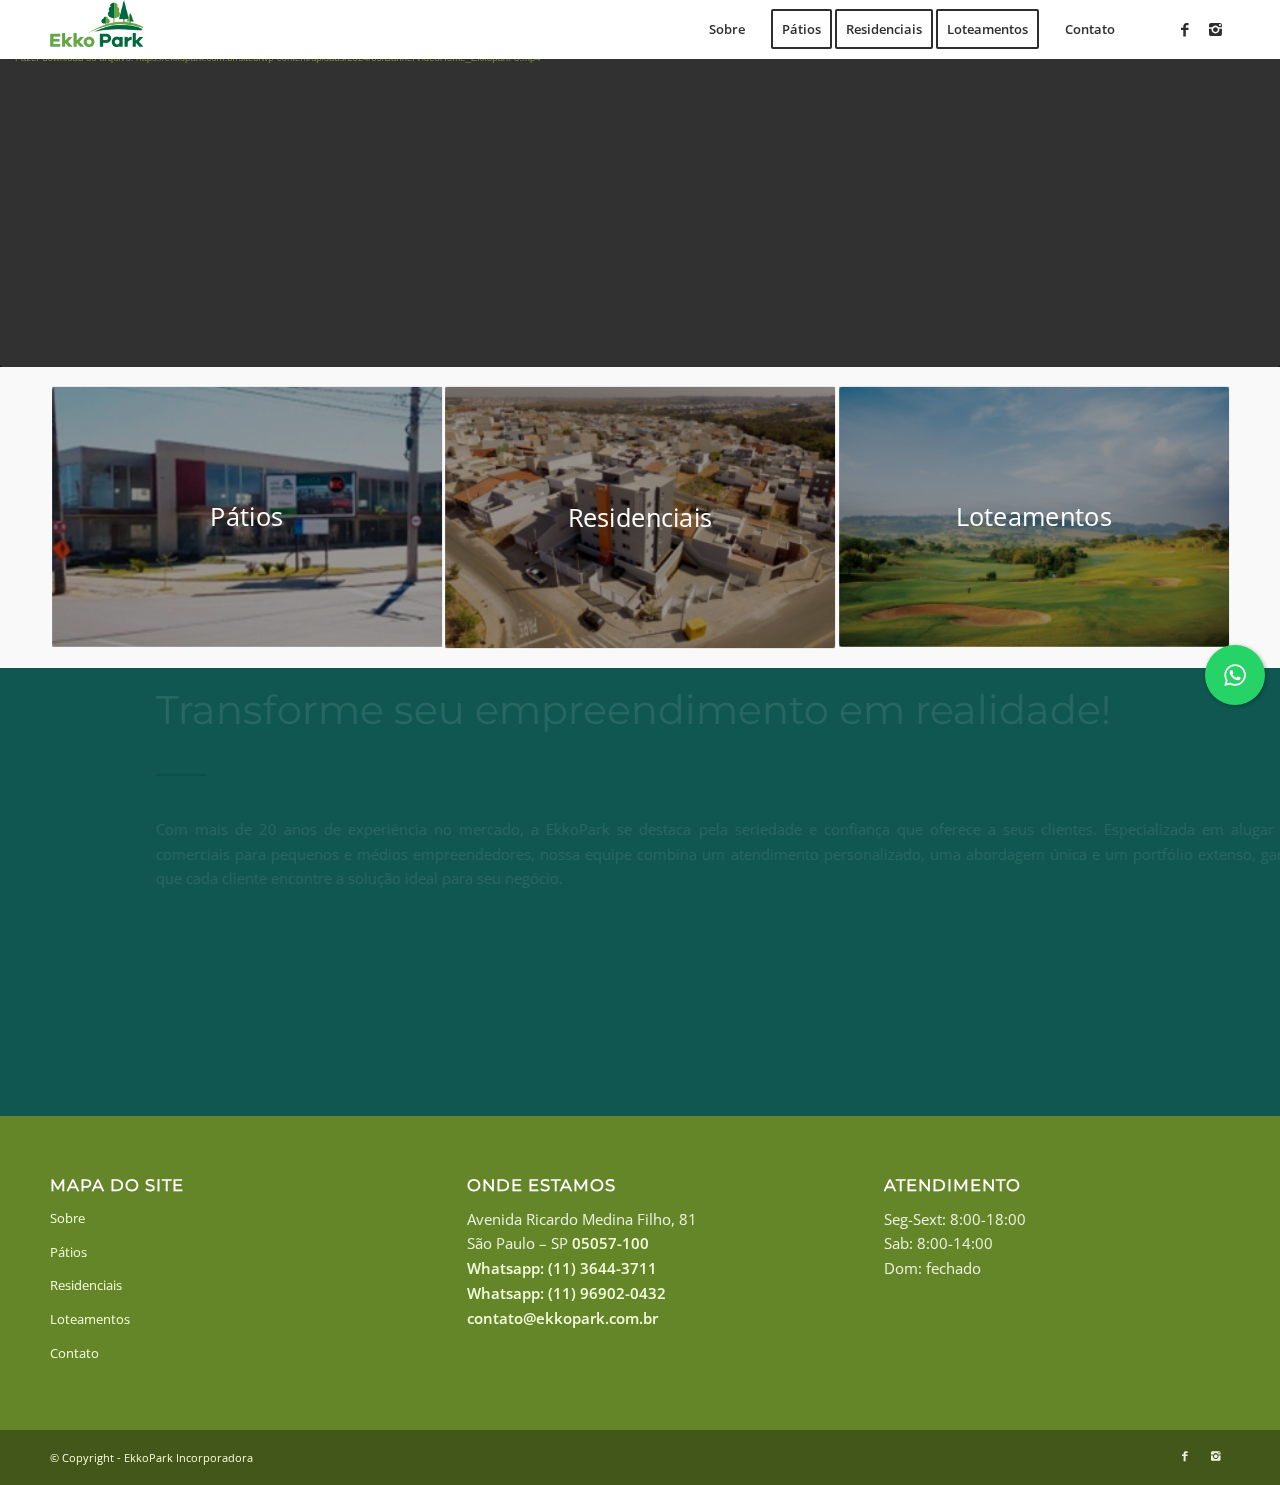 Ekko Park
Sobre Pátios Residenciais Loteamentos Contato
Pátios
Residenciais
Loteamentos
Transforme seu empreendimento em realidade!
Com mais de 20 anos de experiência no mercado, a EkkoPark se destaca pela seriedade e confiança que oferece a seus clientes. Especializada em alugar
comerciais para pequenos e médios empreendedores, nossa equipe combina um atendimento personalizado, uma abordagem única e um portfólio extenso,
que cada cliente encontre a solução ideal para seu negócio.
MAPA DO SITE
Sobre
Pátios
Residenciais
Loteamentos
Contato
ONDE ESTAMOS
Avenida Ricardo Medina Filho, 81
São Paulo – SP 05057-100
Whatsapp: (11) 3644-3711
Whatsapp: (11) 96902-0432
contato@ekkopark.com.br
ATENDIMENTO
Seg-Sext: 8:00-18:00
Sab: 8:00-14:00
Dom: fechado
© Copyright - EkkoPark Incorporadora